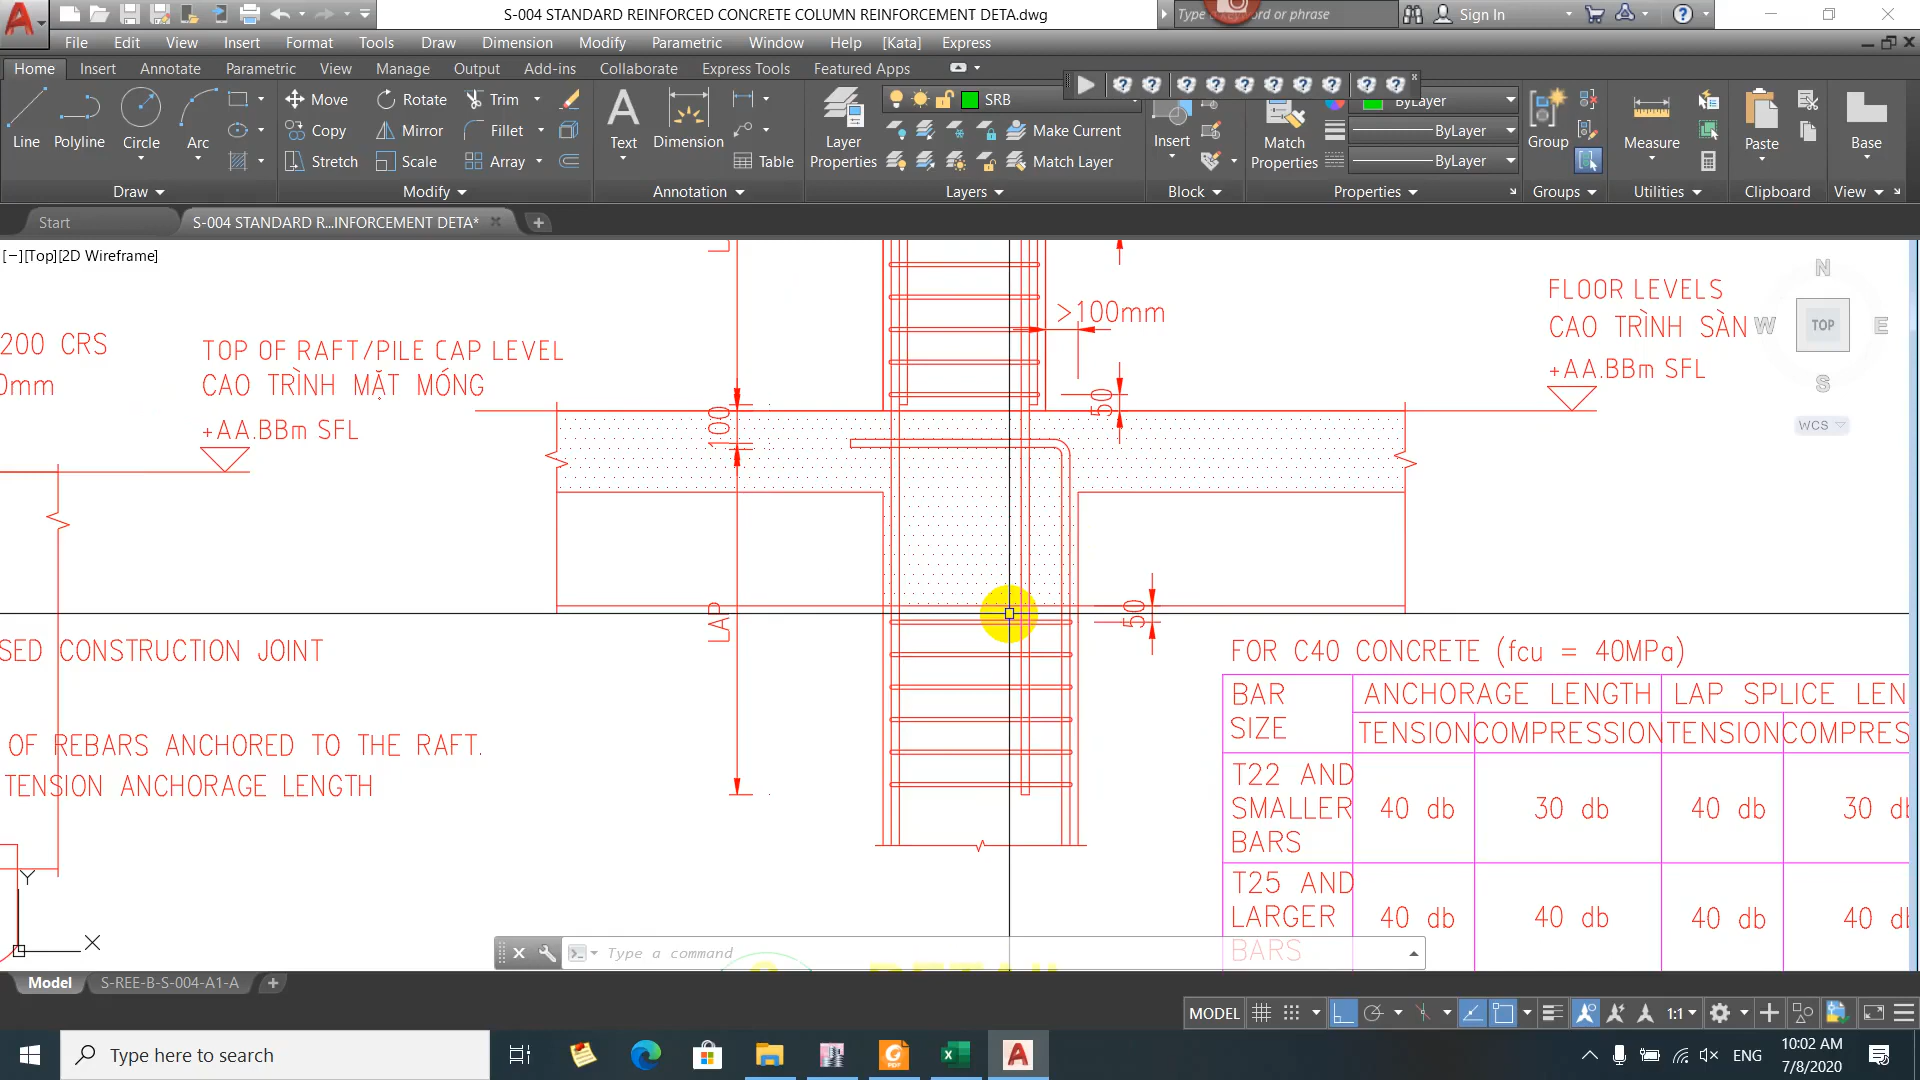 S-004 STANDARD REINFORCED CONCRETE COLUMN REINFORCEMENT DETA.dwg
Type a keyword or phrase
Sign In
File Edit View Insert Format Tools Draw Dimension Modify Parametric Window Help [Kata] Express
Home Insert Annotate Parametric View Manage Output Add-ins Collaborate Express Tools Featured Apps
Line
Polyline
Circle
Arc
Move
Rotate
Trim
Copy
Mirror
Fillet
Stretch
Scale
Array
Text
Dimension
Table
Layer
Properties
SRB
Make Current
Match Layer
Insert
Match
Properties
ByLayer
ByLayer
ByLayer
Group
Measure
Paste
Base
Draw
Modify
Annotation
Layers
Block
Properties
Groups
Utilities
Clipboard
View
Start
S-004 STANDARD R...INFORCEMENT DETA*
[−][Top][2D Wireframe]
N
W
TOP
E
S
WCS
200 CRS
0mm
TOP OF RAFT/PILE CAP LEVEL
CAO TRÌNH MẶT MÓNG
+AA.BBm SFL
>100mm
FLOOR LEVELS
CAO TRÌNH SÀN
+AA.BBm SFL
50
100
LAP
50
SED CONSTRUCTION JOINT
OF REBARS ANCHORED TO THE RAFT.
TENSION ANCHORAGE LENGTH
FOR C40 CONCRETE (fcu = 40MPa)
BAR
SIZE
ANCHORAGE LENGTH
LAP SPLICE LEN
TENSION
COMPRESSION
TENSION
COMPRES
T22 AND
SMALLER
BARS
40 db
30 db
40 db
30 db
T25 AND
LARGER
BARS
40 db
40 db
40 db
40 db
Y
X
Type a command
Model
S-REE-B-S-004-A1-A
MODEL
1:1
Type here to search
ENG
10:02 AM
7/8/2020